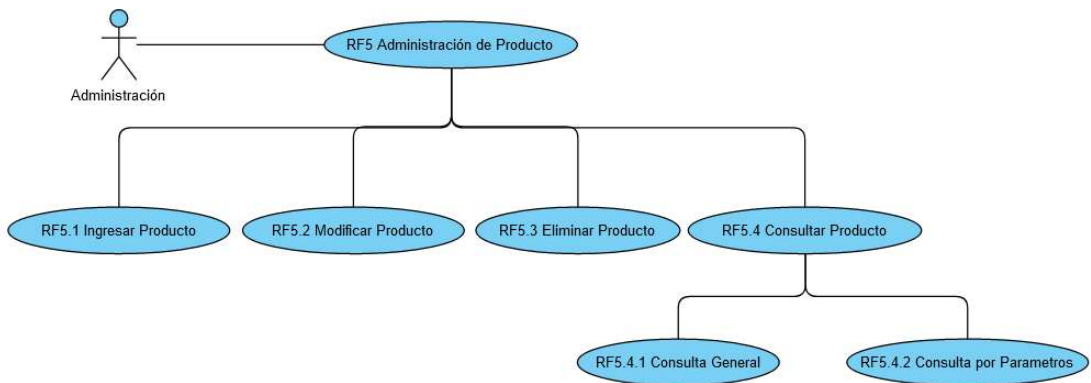 RF5 Administración de Producto
Administración
RF5.1 Ingresar Producto
RF5.2 Modificar Producto
RF5.3 Eliminar Producto
RF5.4 Consultar Producto
RF5.4.1 Consulta General
RF5.4.2 Consulta por Parametros